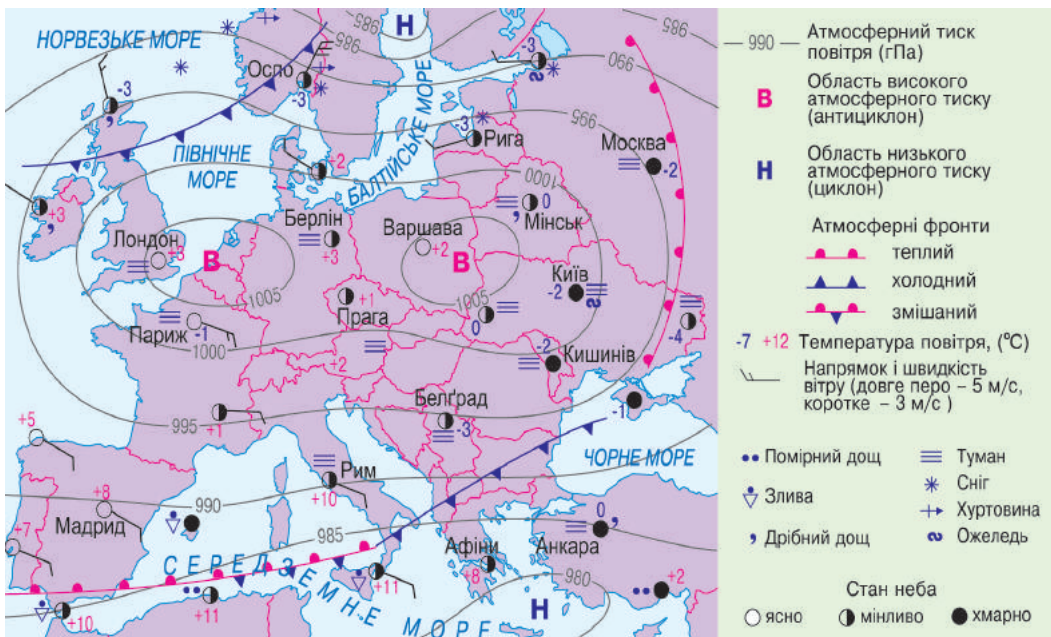 985
Н
985
985
НОРВЕЗЬКЕ МОРЕ
990
Осло
-3
-3
-3
-3
Рига
995
Москва
-2
ПІВНІЧНЕ
МОРЕ
БАЛТІЙСЬКЕ МОРЕ
+2
1000
0
Мінськ
+3
Лондон
+3
В
Берлін
+3
Варшава
+2
В
1005
1005
Київ
-2
+1
Прага
0
-4
Париж
-1
1000
+2
-2
Кишинів
995
+1
Белґрад
-3
-1
+5
ЧОРНЕ МОРЕ
Рим
+10
+8
Мадрид
990
985
0
Анкара
+7
Афіни
+8
980
+2
СЕРЕДЗЕМНЕ МОРЕ
+11
+11
+10
Н
990
Атмосферний тиск
повітря (гПа)
В
Область високого
атмосферного тиску
(антициклон)
Н
Область низького
атмосферного тиску
(циклон)
Атмосферні фронти
теплий
холодний
змішаний
-7 +12 Температура повітря, (°С)
Напрямок і швидкість
вітру (довге перо – 5 м/с,
коротке – 3 м/с )
Помірний дощ
Туман
Злива
Сніг
Хуртовина
Дрібний дощ
Ожеледь
Стан неба
ясно
мінливо
хмарно